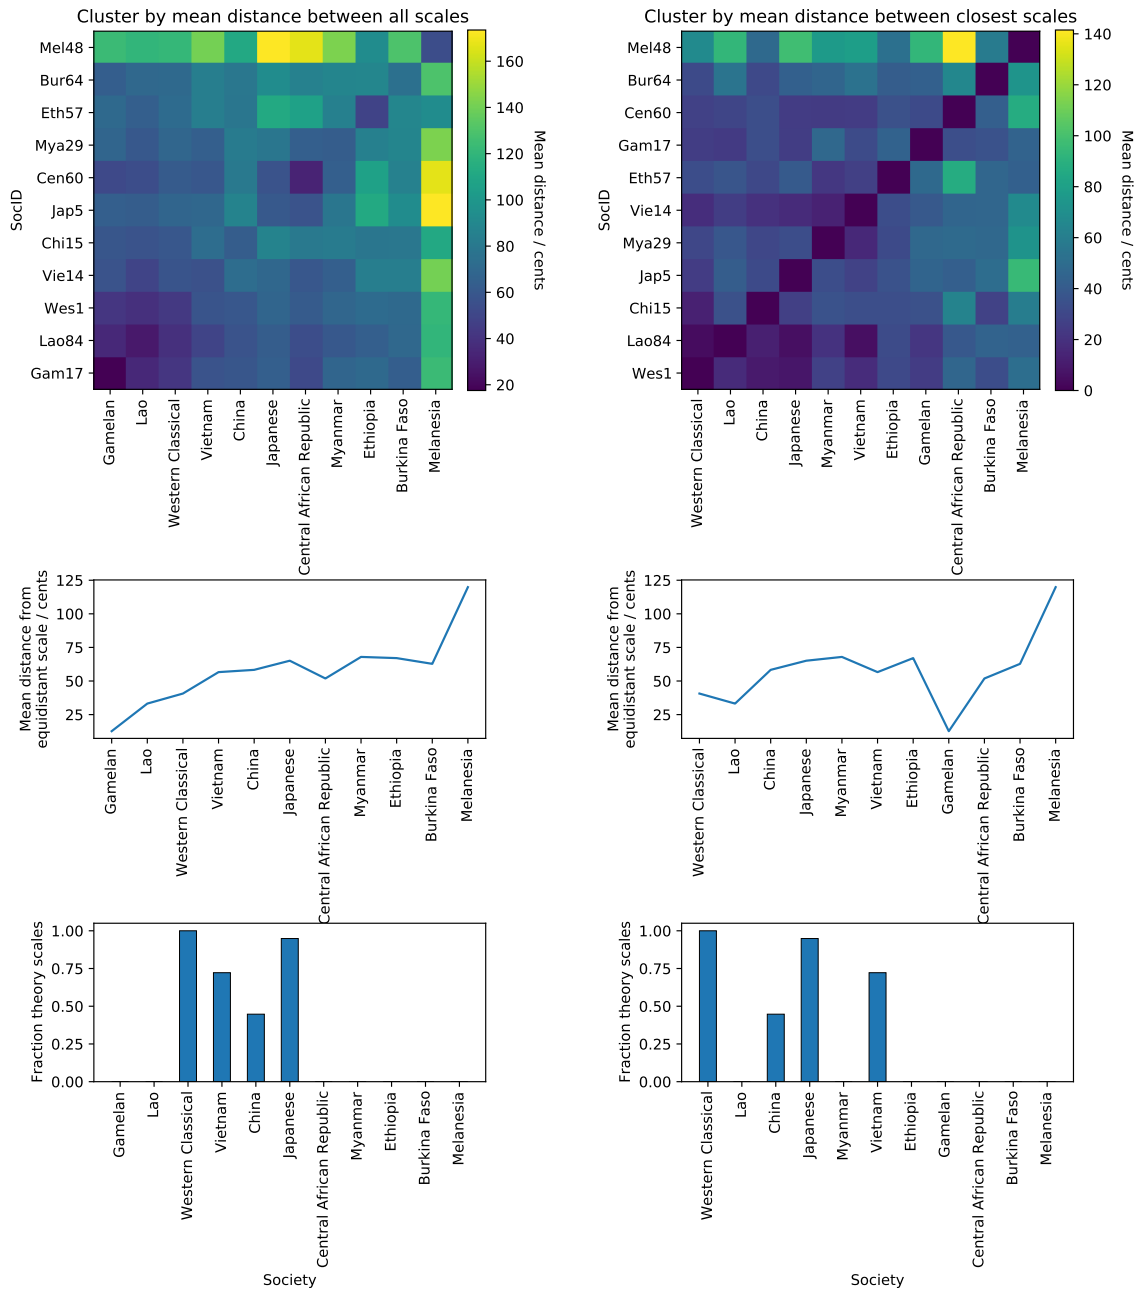 Cluster by mean distance between all scales
Mel48
Bur64
Eth57
Mya29
Cen60
Jap5
Chi15
Vie14
Wes1
Lao84
Gam17
SocID
Gamelan
Lao
Western Classical
Vietnam
China
Japanese
Central African Republic
Myanmar
Ethiopia
Burkina Faso
Melanesia
160
140
120
100
80
60
40
20
Mean distance / cents
Cluster by mean distance between closest scales
Mel48
Bur64
Cen60
Gam17
Eth57
Vie14
Mya29
Jap5
Chi15
Lao84
Wes1
SocID
Western Classical
Lao
China
Japanese
Myanmar
Vietnam
Ethiopia
Gamelan
Central African Republic
Burkina Faso
Melanesia
140
120
100
80
60
40
20
0
Mean distance / cents
Mean distance from
equidistant scale / cents
125
100
75
50
25
Gamelan
Lao
Western Classical
Vietnam
China
Japanese
Central African Republic
Myanmar
Ethiopia
Burkina Faso
Melanesia
Mean distance from
equidistant scale / cents
125
100
75
50
25
Western Classical
Lao
China
Japanese
Myanmar
Vietnam
Ethiopia
Gamelan
Central African Republic
Burkina Faso
Melanesia
Fraction theory scales
1.00
0.75
0.50
0.25
0.00
Gamelan
Lao
Western Classical
Vietnam
China
Japanese
Central African Republic
Myanmar
Ethiopia
Burkina Faso
Melanesia
Society
Fraction theory scales
1.00
0.75
0.50
0.25
0.00
Western Classical
Lao
China
Japanese
Myanmar
Vietnam
Ethiopia
Gamelan
Central African Republic
Burkina Faso
Melanesia
Society